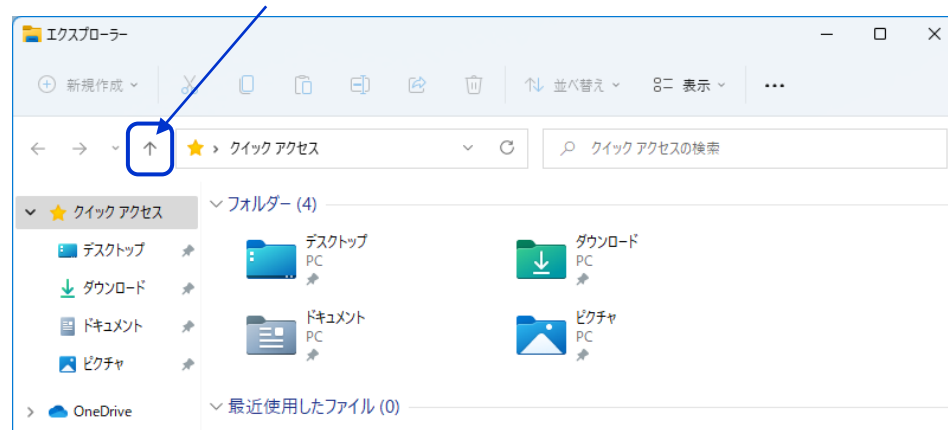 エクスプローラー
新規作成
並べ替え
表示
クイック アクセス
クイック アクセスの検索
クイック アクセス
デスクトップ
ダウンロード
ドキュメント
ピクチャ
OneDrive
フォルダー (4)
デスクトップ
PC
ダウンロード
PC
ドキュメント
PC
ピクチャ
PC
最近使用したファイル (0)